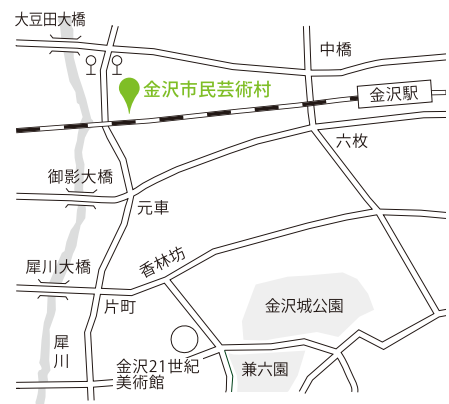 大豆田大橋
中橋
金沢市民芸術村
金沢駅
六枚
御影大橋
元車
香林坊
犀川大橋
片町
金沢城公園
犀川
金沢21世紀
美術館
兼六園